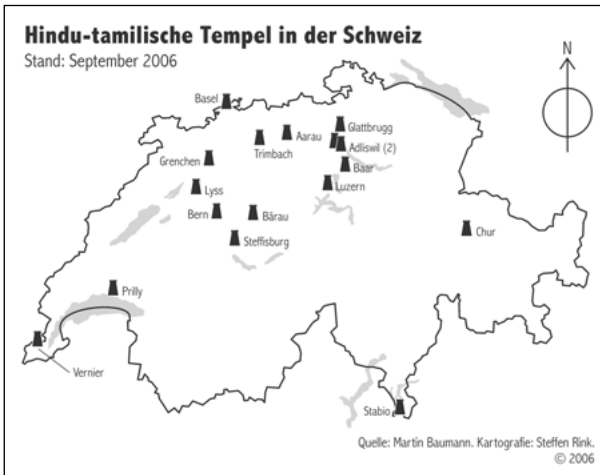 Hindu-tamilische Tempel in der Schweiz
Stand: September 2006
N
Basel
Glattbrugg
Aarau
Adliswil (2)
Trimbach
Grenchen
Baar
Luzern
Lyss
Bern
Bärau
Chur
Steffisburg
Prilly
Vernier
Stabio
Quelle: Martin Baumann. Kartografie: Steffen Rink.
© 2006